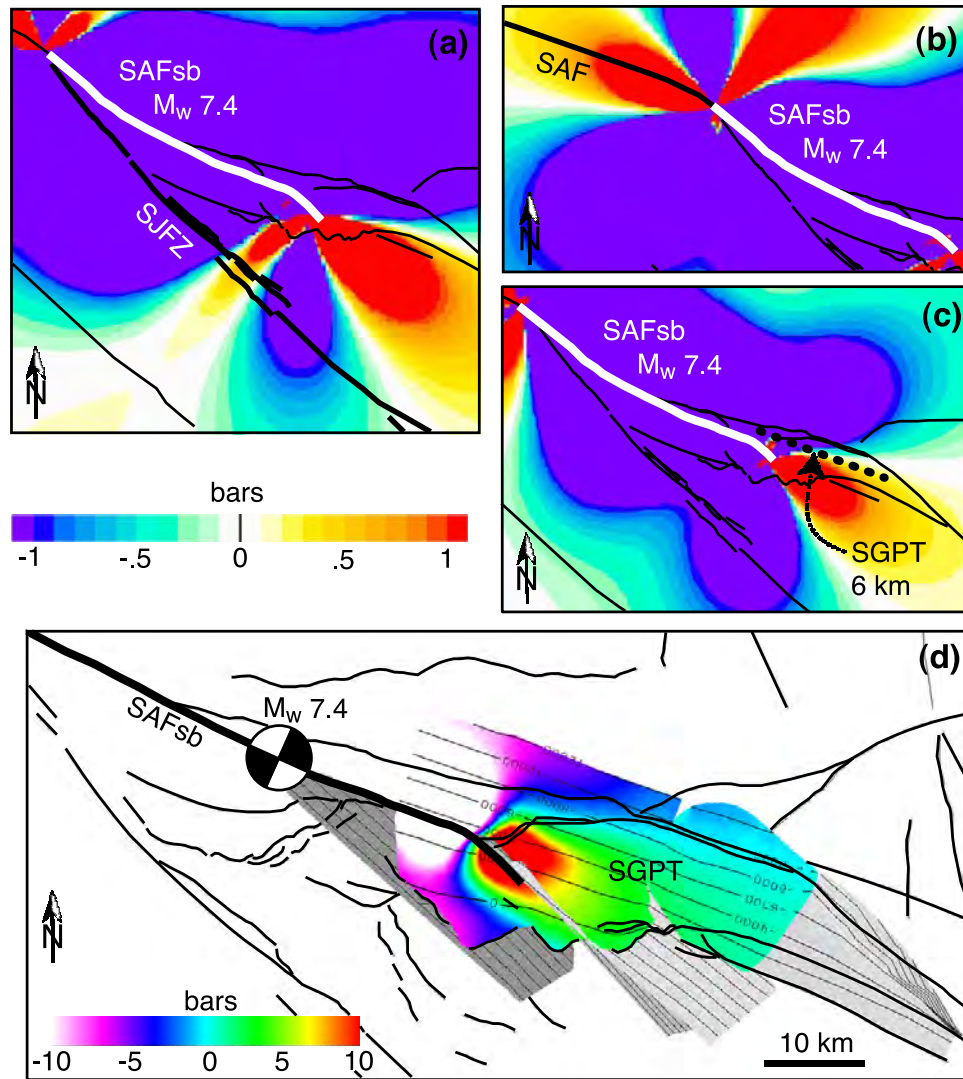 (a)
SAFsb
Mw 7.4
SJFZ
N
(b)
SAF
SAFsb
Mw 7.4
N
(c)
SAFsb
Mw 7.4
SGPT
6 km
N
bars
-1 -.5 0 .5 1
(d)
Mw 7.4
SAFsb
SGPT
N
bars
-10 -5 0 5 10
10 km